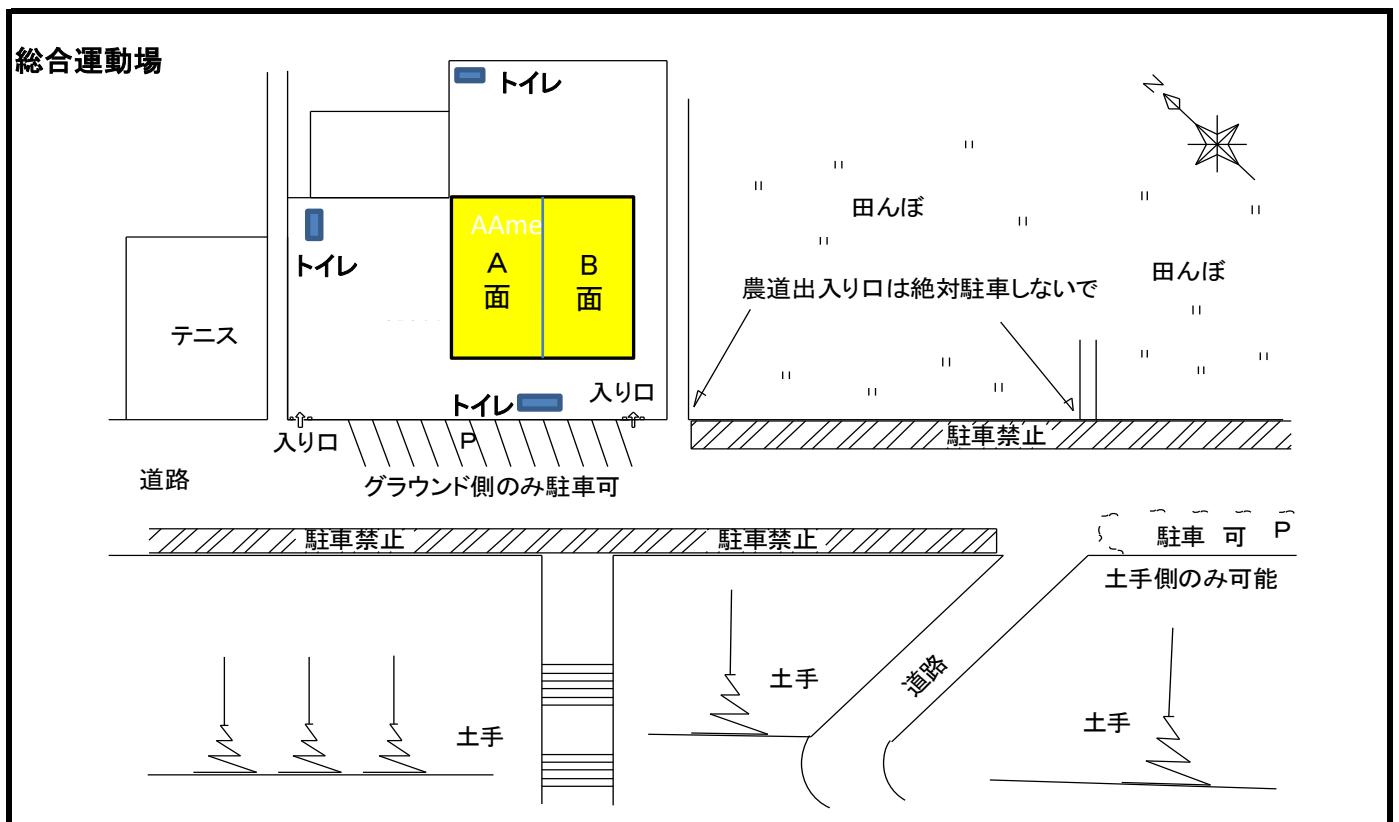 総合運動場
トイレ
N
田んぼ
AAme
A
面
B
面
トイレ
田んぼ
農道出入り口は絶対駐車しないで
テニス
トイレ
入り口
入り口
P
駐車禁止
道路
グラウンド側のみ駐車可
駐車禁止
駐車禁止
駐車 可 P
土手側のみ可能
土手
道路
土手
土手